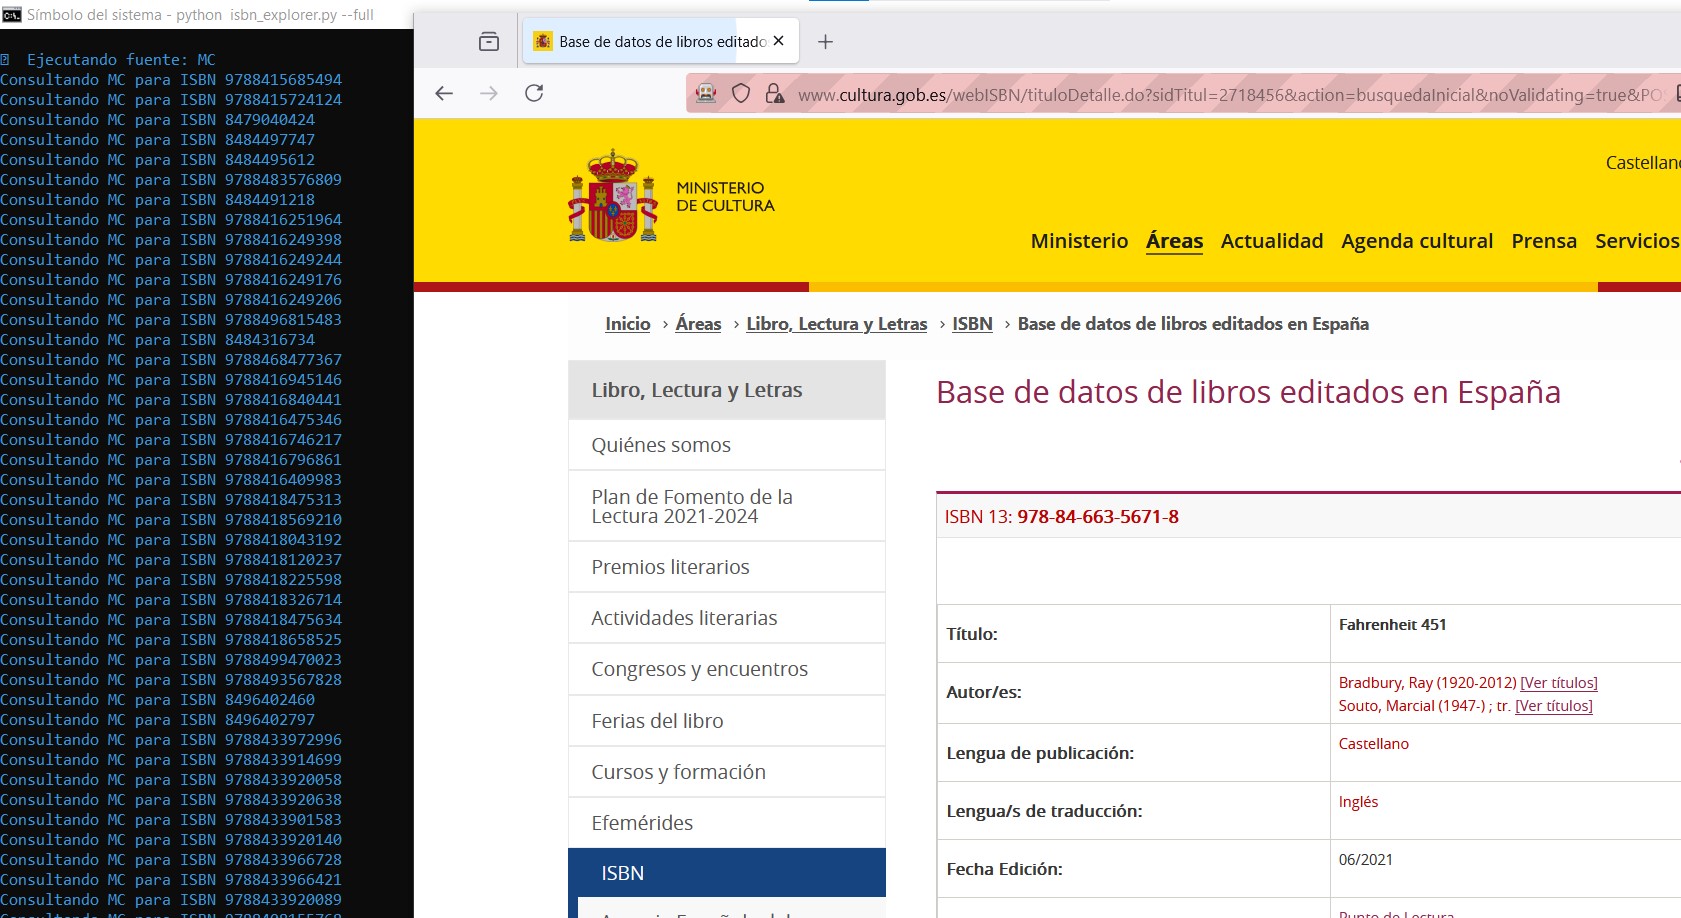 Símbolo del sistema - python isbn_explorer.py --full
Ejecutando fuente: MC
Consultando MC para ISBN 9788415685494
Consultando MC para ISBN 9788415724124
Consultando MC para ISBN 8479040424
Consultando MC para ISBN 8484497747
Consultando MC para ISBN 8484495612
Consultando MC para ISBN 9788483576809
Consultando MC para ISBN 8484491218
Consultando MC para ISBN 9788416251964
Consultando MC para ISBN 9788416249398
Consultando MC para ISBN 9788416249244
Consultando MC para ISBN 9788416249176
Consultando MC para ISBN 9788416249206
Consultando MC para ISBN 9788496815483
Consultando MC para ISBN 8484316734
Consultando MC para ISBN 9788468477367
Consultando MC para ISBN 9788416945146
Consultando MC para ISBN 9788416840441
Consultando MC para ISBN 9788416475346
Consultando MC para ISBN 9788416746217
Consultando MC para ISBN 9788416796861
Consultando MC para ISBN 9788416409983
Consultando MC para ISBN 9788418475313
Consultando MC para ISBN 9788418569210
Consultando MC para ISBN 9788418043192
Consultando MC para ISBN 9788418120237
Consultando MC para ISBN 9788418225598
Consultando MC para ISBN 9788418326714
Consultando MC para ISBN 9788418475634
Consultando MC para ISBN 9788418658525
Consultando MC para ISBN 9788499470023
Consultando MC para ISBN 9788493567828
Consultando MC para ISBN 8496402460
Consultando MC para ISBN 8496402797
Consultando MC para ISBN 9788433972996
Consultando MC para ISBN 9788433914699
Consultando MC para ISBN 9788433920058
Consultando MC para ISBN 9788433920638
Consultando MC para ISBN 9788433901583
Consultando MC para ISBN 9788433920140
Consultando MC para ISBN 9788433966728
Consultando MC para ISBN 9788433966421
Consultando MC para ISBN 9788433920089
Base de datos de libros editado
www.cultura.gob.es/webISBN/tituloDetalle.do?sidTitul=2718456&action=busquedaInicial&noValidating=true&PO
MINISTERIO
DE CULTURA
Castellano
Ministerio Áreas Actualidad Agenda cultural Prensa Servicios
Inicio › Áreas › Libro, Lectura y Letras › ISBN › Base de datos de libros editados en España
Libro, Lectura y Letras
Quiénes somos
Plan de Fomento de la
Lectura 2021-2024
Premios literarios
Actividades literarias
Congresos y encuentros
Ferias del libro
Cursos y formación
Efemérides
ISBN
Base de datos de libros editados en España
ISBN 13: 978-84-663-5671-8
Título:
Fahrenheit 451
Autor/es:
Bradbury, Ray (1920-2012) [Ver títulos]
Souto, Marcial (1947-) ; tr. [Ver títulos]
Lengua de publicación:
Castellano
Lengua/s de traducción:
Inglés
Fecha Edición:
06/2021
Punto de Lectura